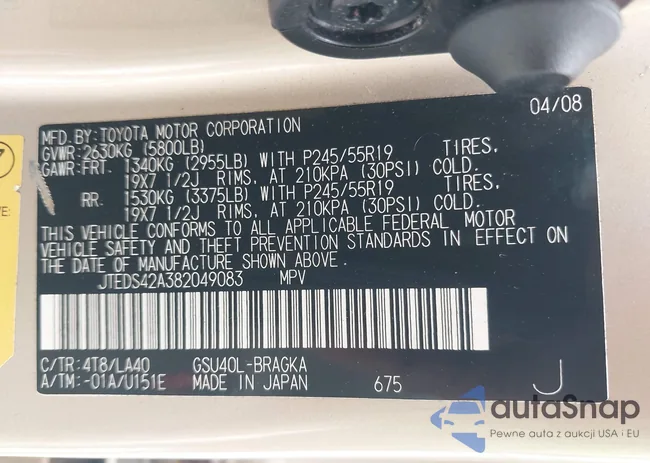 04/08
MFD.BY:TOYOTA MOTOR CORPORATION
GVWR:2630KG (5800LB)
GAWR:FRT. 1340KG (2955LB) WITH P245/55R19 TIRES,
19X7 1/2J RIMS, AT 210KPA (30PSI) COLD.
RR. 1530KG (3375LB) WITH P245/55R19 TIRES,
19X7 1/2J RIMS, AT 210KPA (30PSI) COLD.
THIS VEHICLE CONFORMS TO ALL APPLICABLE FEDERAL MOTOR
VEHICLE SAFETY AND THEFT PREVENTION STANDARDS IN EFFECT ON
THE DATE OF MANUFACTURE SHOWN ABOVE.
JTEDS42A382049083 MPV
C/TR:4T8/LA40 GSU40L-BRAGKA
A/TM:-01A/U151E MADE IN JAPAN 675 J
autaSnap
Pewne auta z aukcji USA i EU